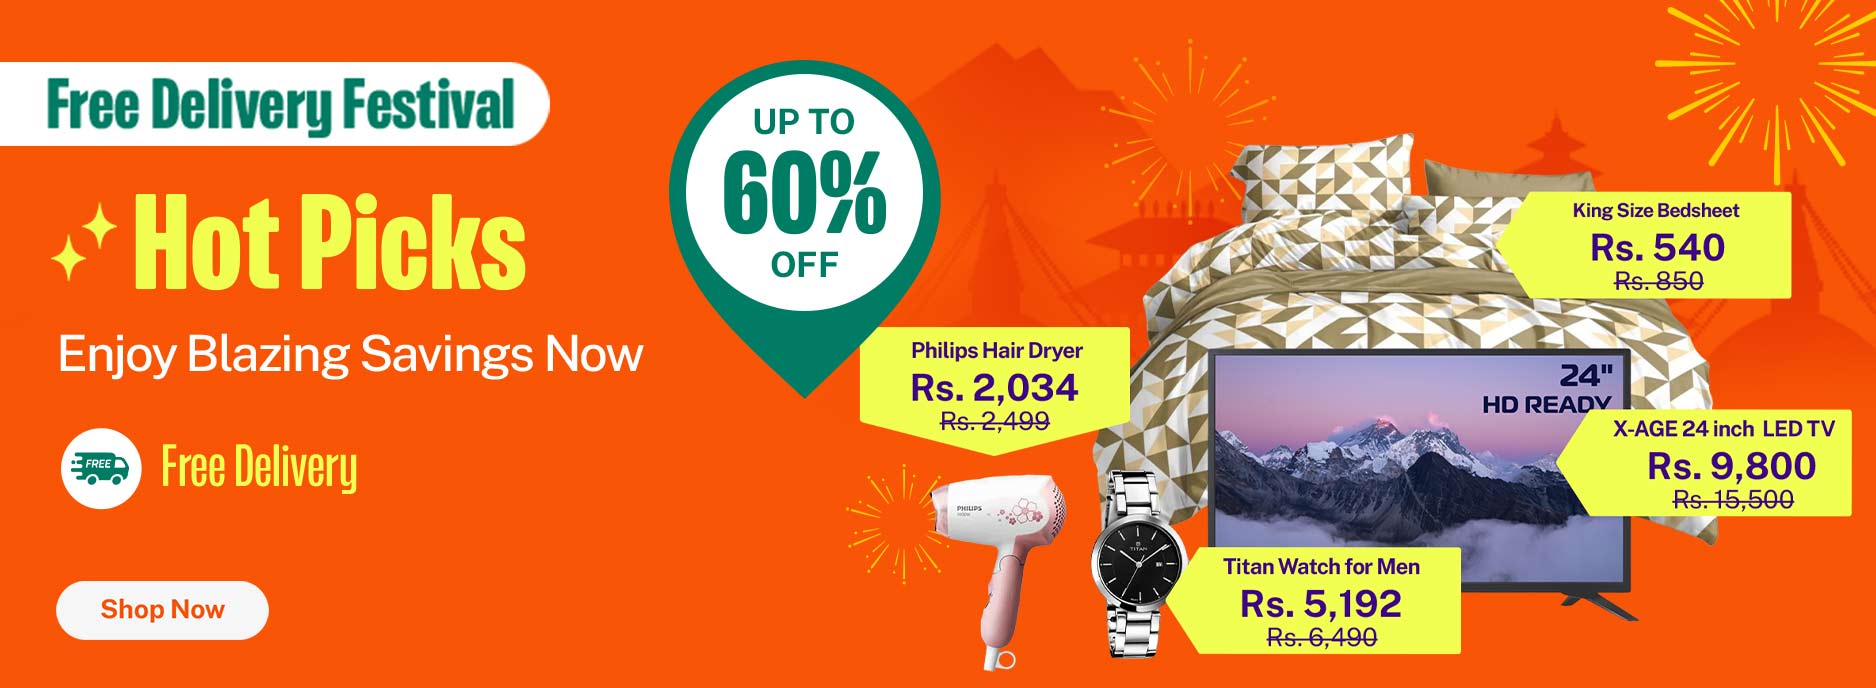 Free Delivery Festival
Hot Picks
Enjoy Blazing Savings Now
FREE
Free Delivery
Shop Now
UP TO
60%
OFF
King Size Bedsheet
Rs. 540
Rs. 850
Philips Hair Dryer
Rs. 2,034
Rs. 2,499
24"
HD READY
X-AGE 24 inch LED TV
Rs. 9,800
Rs. 15,500
PHILIPS
TITAN
Titan Watch for Men
Rs. 5,192
Rs. 6,490